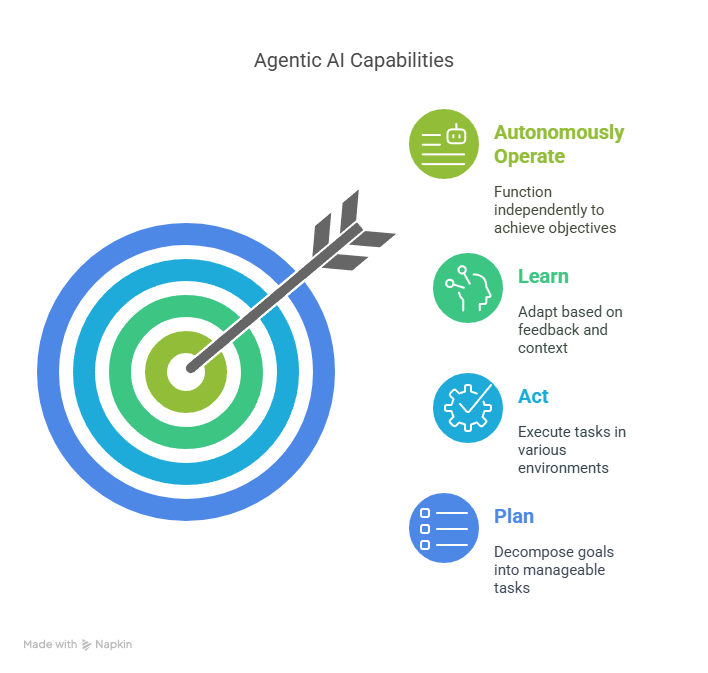 Agentic AI Capabilities
Autonomously
Operate
Function
independently to
achieve objectives
Learn
Adapt based on
feedback and
context
Act
Execute tasks in
various
environments
Plan
Decompose goals
into manageable
tasks
Made with Napkin